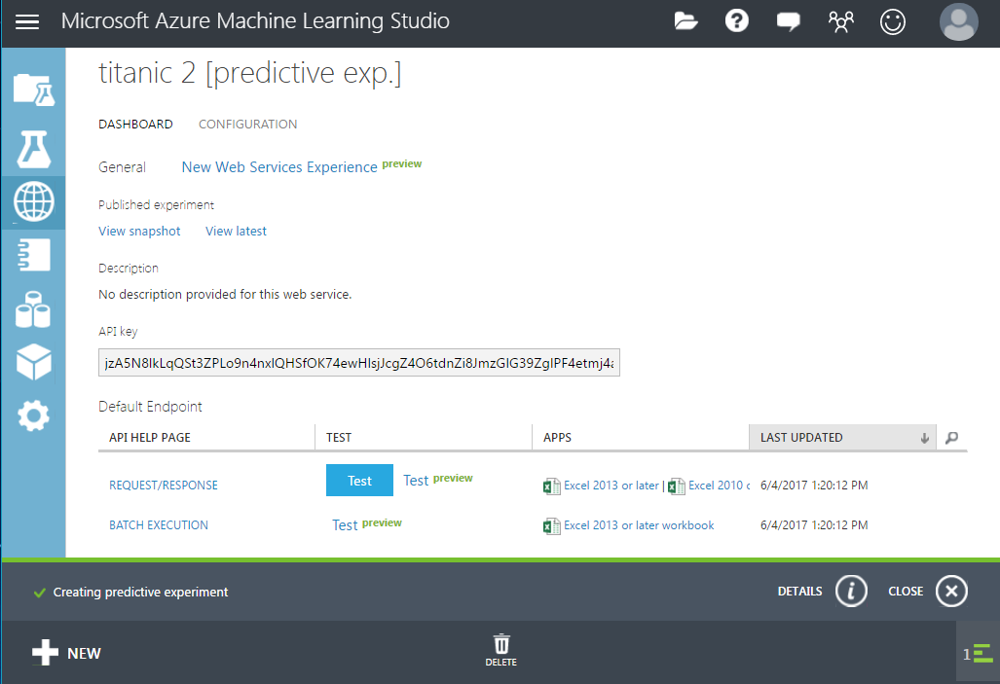 Microsoft Azure Machine Learning Studio
titanic 2 [predictive exp.]
DASHBOARD CONFIGURATION
General New Web Services Experience preview
Published experiment
View snapshot View latest
Description
No description provided for this web service.
API key
Default Endpoint
API HELP PAGE TEST APPS LAST UPDATED
REQUEST/RESPONSE Test Test preview Excel 2013 or later | Excel 2010 o 6/4/2017 1:20:12 PM
BATCH EXECUTION Test preview Excel 2013 or later workbook 6/4/2017 1:20:12 PM
Creating predictive experiment DETAILS CLOSE
NEW DELETE 1